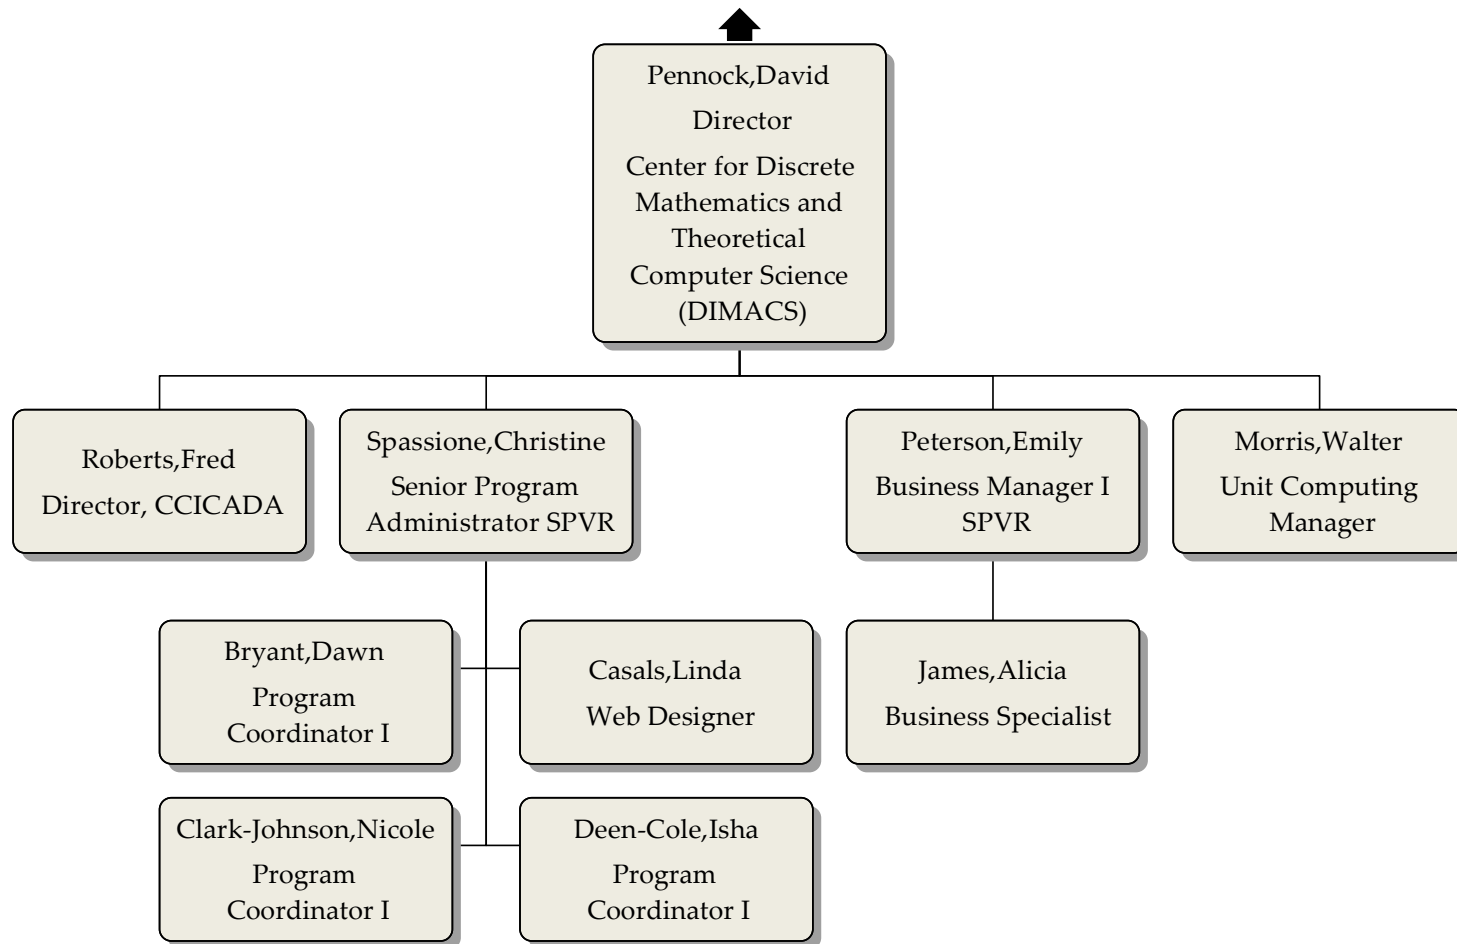 Pennock,David
Director
Center for Discrete
Mathematics and
Theoretical
Computer Science
(DIMACS)
Roberts,Fred
Director, CCICADA
Spassione,Christine
Senior Program
Administrator SPVR
Peterson,Emily
Business Manager I
SPVR
Morris,Walter
Unit Computing
Manager
Bryant,Dawn
Program
Coordinator I
Casals,Linda
Web Designer
James,Alicia
Business Specialist
Clark-Johnson,Nicole
Program
Coordinator I
Deen-Cole,Isha
Program
Coordinator I